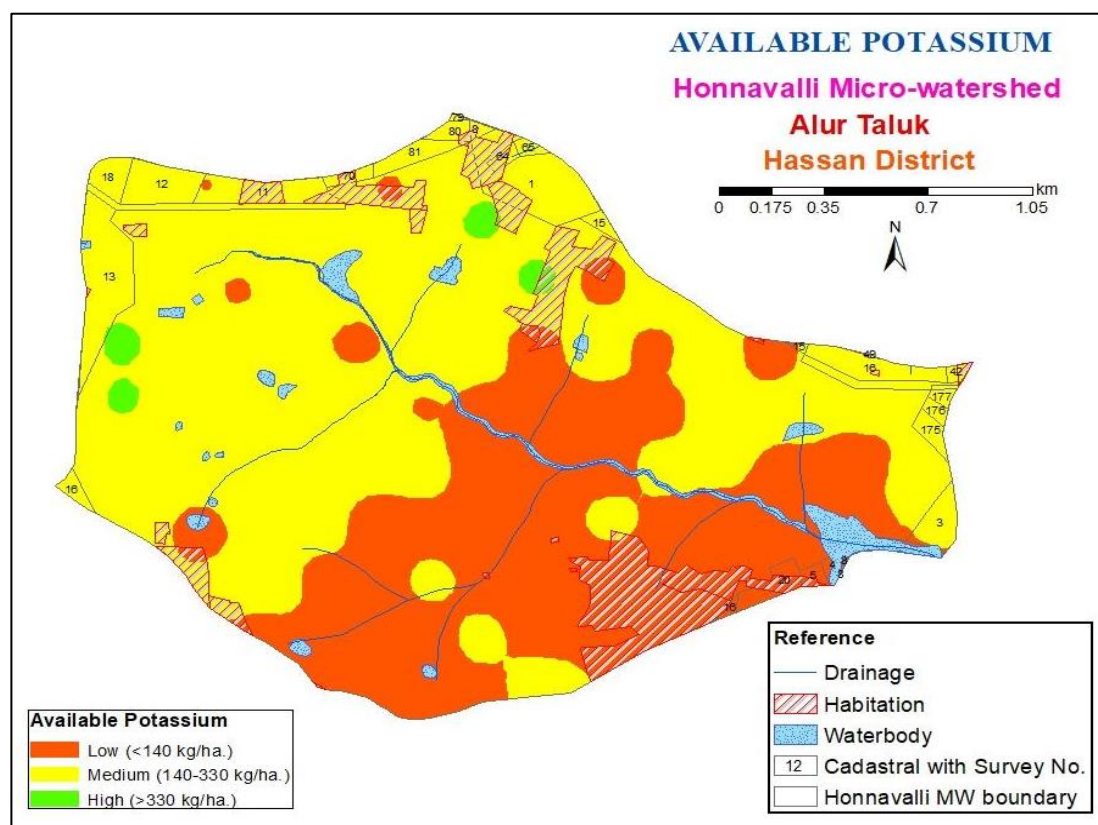 AVAILABLE POTASSIUM
Honnavalli Micro-watershed
Alur Taluk
Hassan District
km
0 0.175 0.35 0.7 1.05
N
79
80 8
81
64 65
18
12
11
70
1
15
13
15
49
16
42
177
176
175
16
3
20
5
4
16
Reference
Drainage
Habitation
Waterbody
12 Cadastral with Survey No.
Honnavalli MW boundary
Available Potassium
Low (<140 kg/ha.)
Medium (140-330 kg/ha.)
High (>330 kg/ha.)